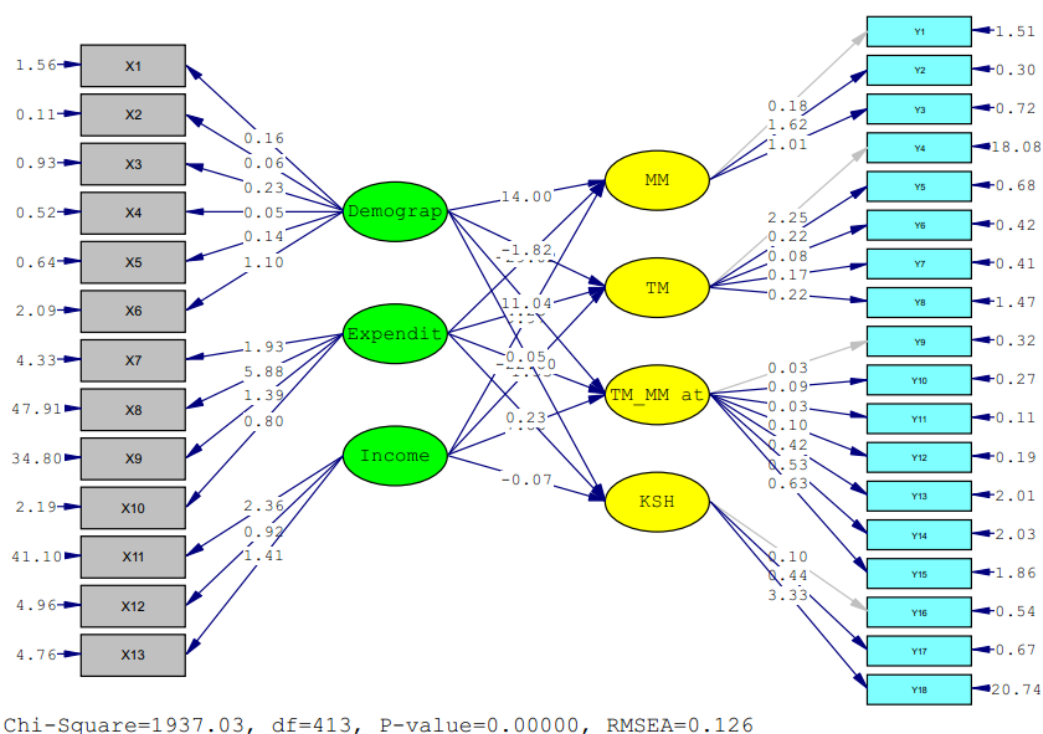 1.56 X1
0.11 X2
0.93 X3
0.52 X4
0.64 X5
2.09 X6
4.33 X7
47.91 X8
34.80 X9
2.19 X10
41.10 X11
4.96 X12
4.76 X13
0.16
0.06
0.23
0.05
0.14
1.10
1.93
5.88
1.39
0.80
2.36
0.92
1.41
Demograp
Expendit
Income
14.00
-1.82
11.04
0.05
0.23
-0.07
MM
TM
TM_MM at
KSH
0.18
1.62
1.01
2.25
0.22
0.08
0.17
0.22
0.03
0.09
0.03
0.10
0.42
0.53
0.63
0.10
0.44
3.33
Y1 1.51
Y2 0.30
Y3 0.72
Y4 18.08
Y5 0.68
Y6 0.42
Y7 0.41
Y8 1.47
Y9 0.32
Y10 0.27
Y11 0.11
Y12 0.19
Y13 2.01
Y14 2.03
Y15 1.86
Y16 0.54
Y17 0.67
Y18 20.74
Chi-Square=1937.03, df=413, P-value=0.00000, RMSEA=0.126